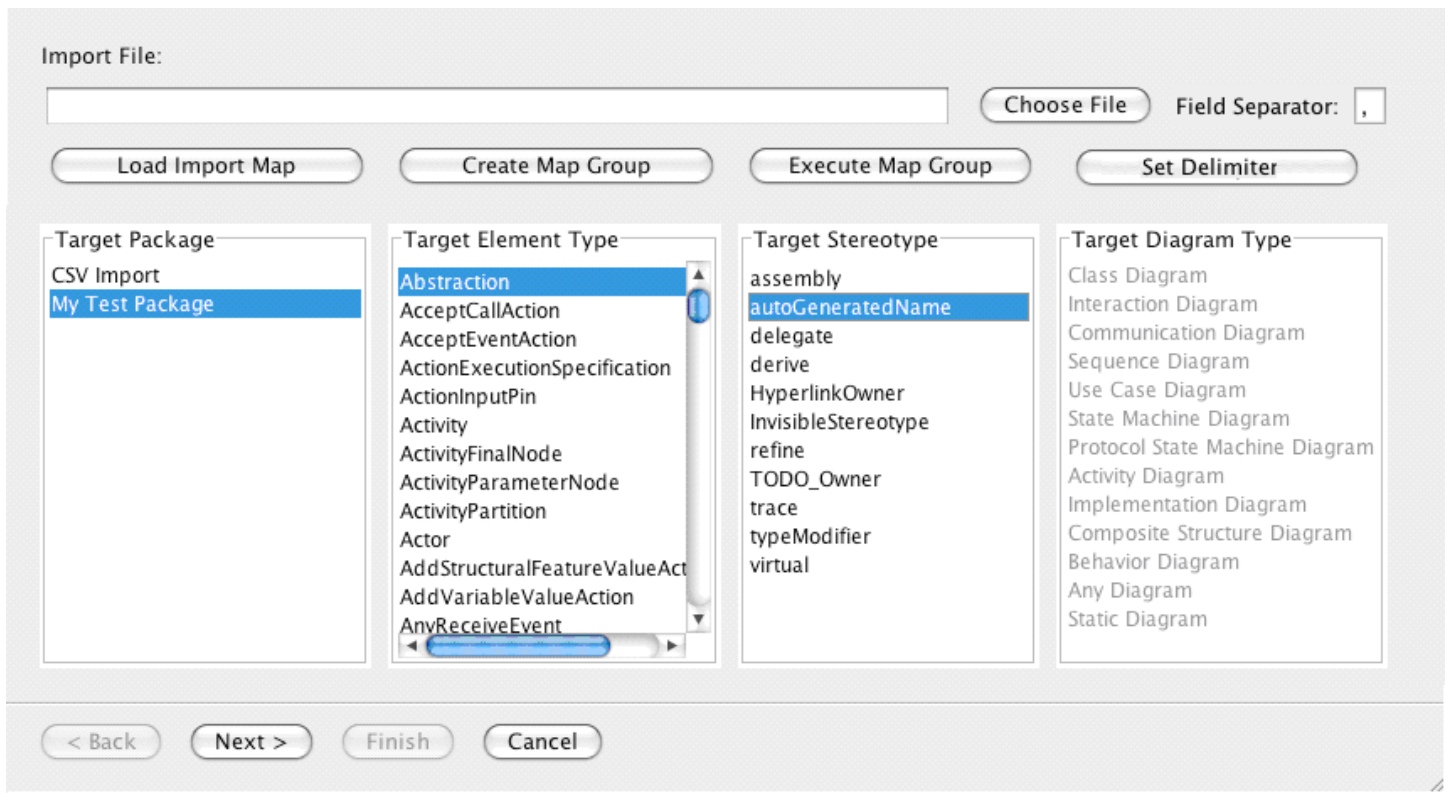 Import File:
Choose File
Field Separator: ,
Load Import Map
Create Map Group
Execute Map Group
Set Delimiter
Target Package
CSV Import
My Test Package
Target Element Type
Abstraction
AcceptCallAction
AcceptEventAction
ActionExecutionSpecification
ActionInputPin
Activity
ActivityFinalNode
ActivityParameterNode
ActivityPartition
Actor
AddStructuralFeatureValueAct
AddVariableValueAction
AnyReceiveEvent
Target Stereotype
assembly
autoGeneratedName
delegate
derive
HyperlinkOwner
InvisibleStereotype
refine
TODO_Owner
trace
typeModifier
virtual
Target Diagram Type
Class Diagram
Interaction Diagram
Communication Diagram
Sequence Diagram
Use Case Diagram
State Machine Diagram
Protocol State Machine Diagram
Activity Diagram
Implementation Diagram
Composite Structure Diagram
Behavior Diagram
Any Diagram
Static Diagram
< Back
Next >
Finish
Cancel